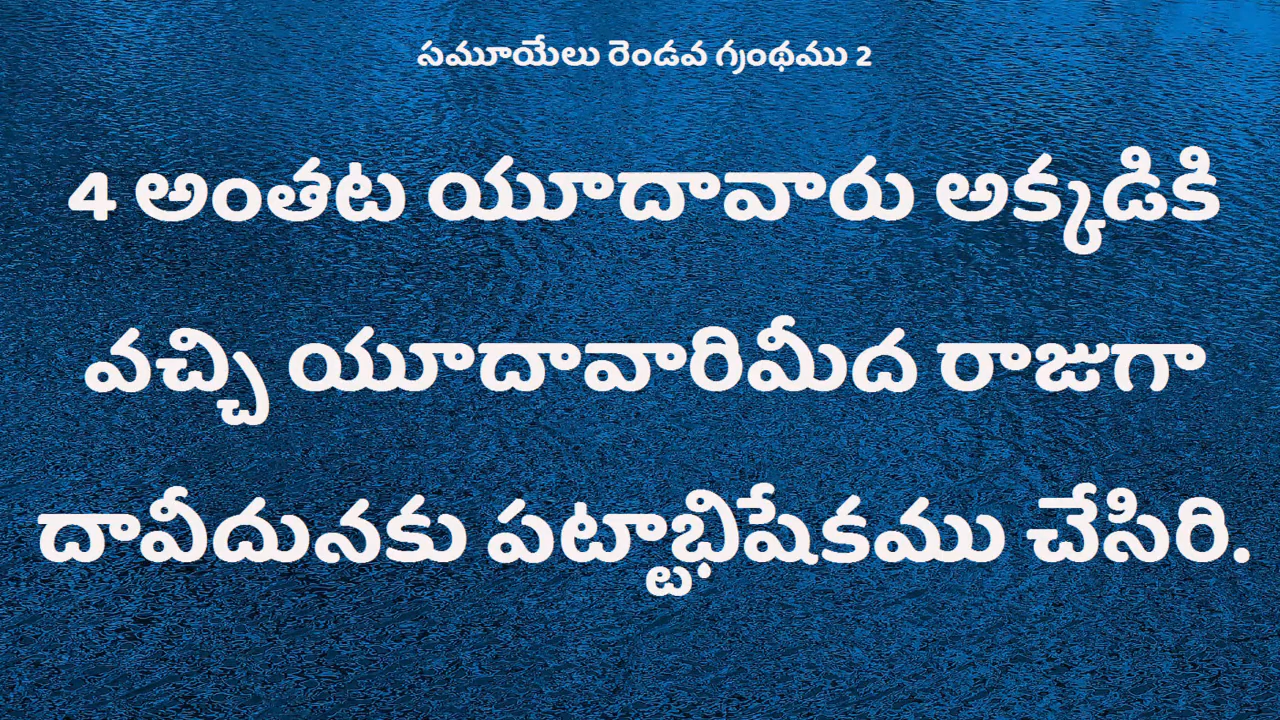 సమూయేలు రెండవ గ్రంథము 2
4 అంతట యూదావారు అక్కడికి
వచ్చి యూదావారిమీద రాజుగా
దావీదునకు పట్టాభిషేకము చేసిరి.